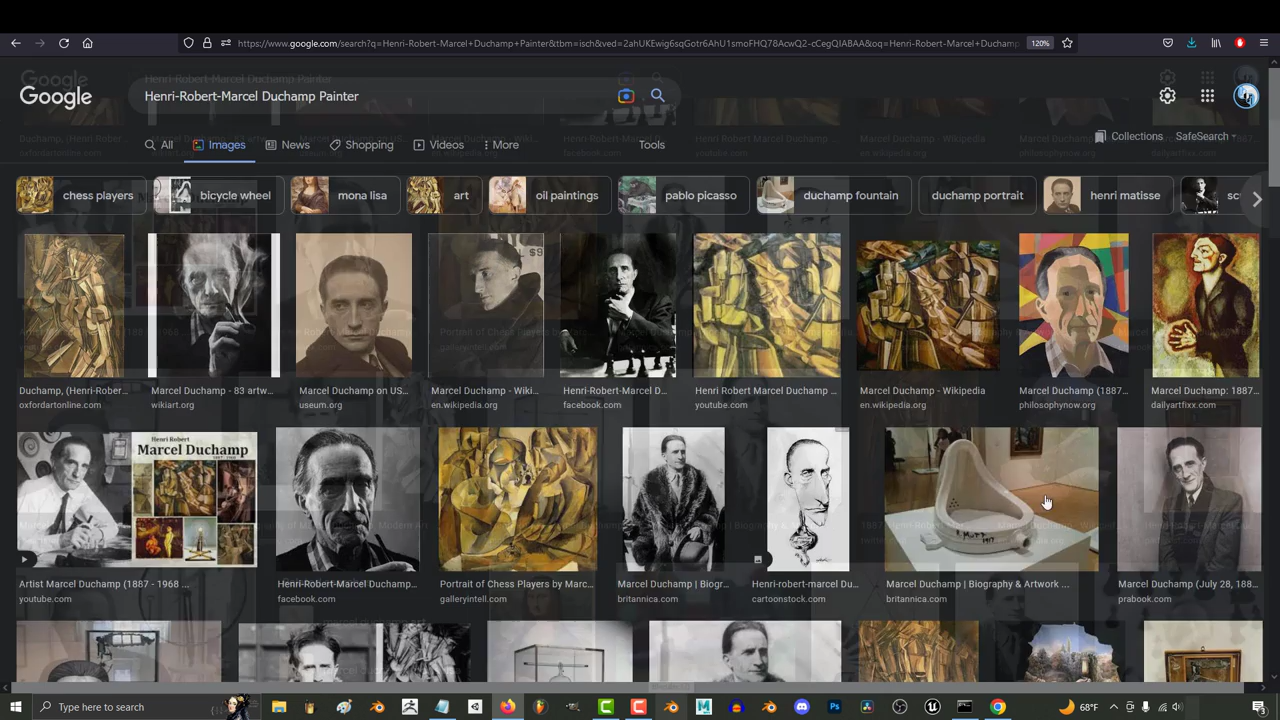 https://www.google.com/search?q=Henri-Robert-Marcel+Duchamp+Painter&tbm=isch&ved=2ahUKEwig6sqGotr6AhU1smoFHQ78AcwQ2-cCegQIABAA&oq=Henri-Robert-Marcel+Duchamp
120%
Google
Henri-Robert-Marcel Duchamp Painter
All Images News Shopping Videos More Tools
Collections SafeSearch
chess players bicycle wheel mona lisa art oil paintings pablo picasso duchamp fountain duchamp portrait henri matisse sc
Duchamp, (Henri-Rober...
oxfordartonline.com
Marcel Duchamp - 83 artw...
wikiart.org
Marcel Duchamp on US...
useum.org
Marcel Duchamp - Wiki...
en.wikipedia.org
Henri-Robert-Marcel D...
facebook.com
Henri Robert Marcel Duchamp ...
youtube.com
Marcel Duchamp - Wikipedia
en.wikipedia.org
Marcel Duchamp (1887...
philosophynow.org
Marcel Duchamp: 1887...
dailyartfixx.com
Henri Robert
Marcel Duchamp
Artist Marcel Duchamp (1887 - 1968 ...
youtube.com
Henri-Robert-Marcel Duchamp...
facebook.com
Portrait of Chess Players by Marc...
galleryintell.com
Marcel Duchamp | Biogr...
britannica.com
Henri-robert-marcel Du...
cartoonstock.com
R. Mutt
1917
Marcel Duchamp | Biography & Artwork ...
britannica.com
Marcel Duchamp (July 28, 188...
prabook.com
Type here to search
68°F